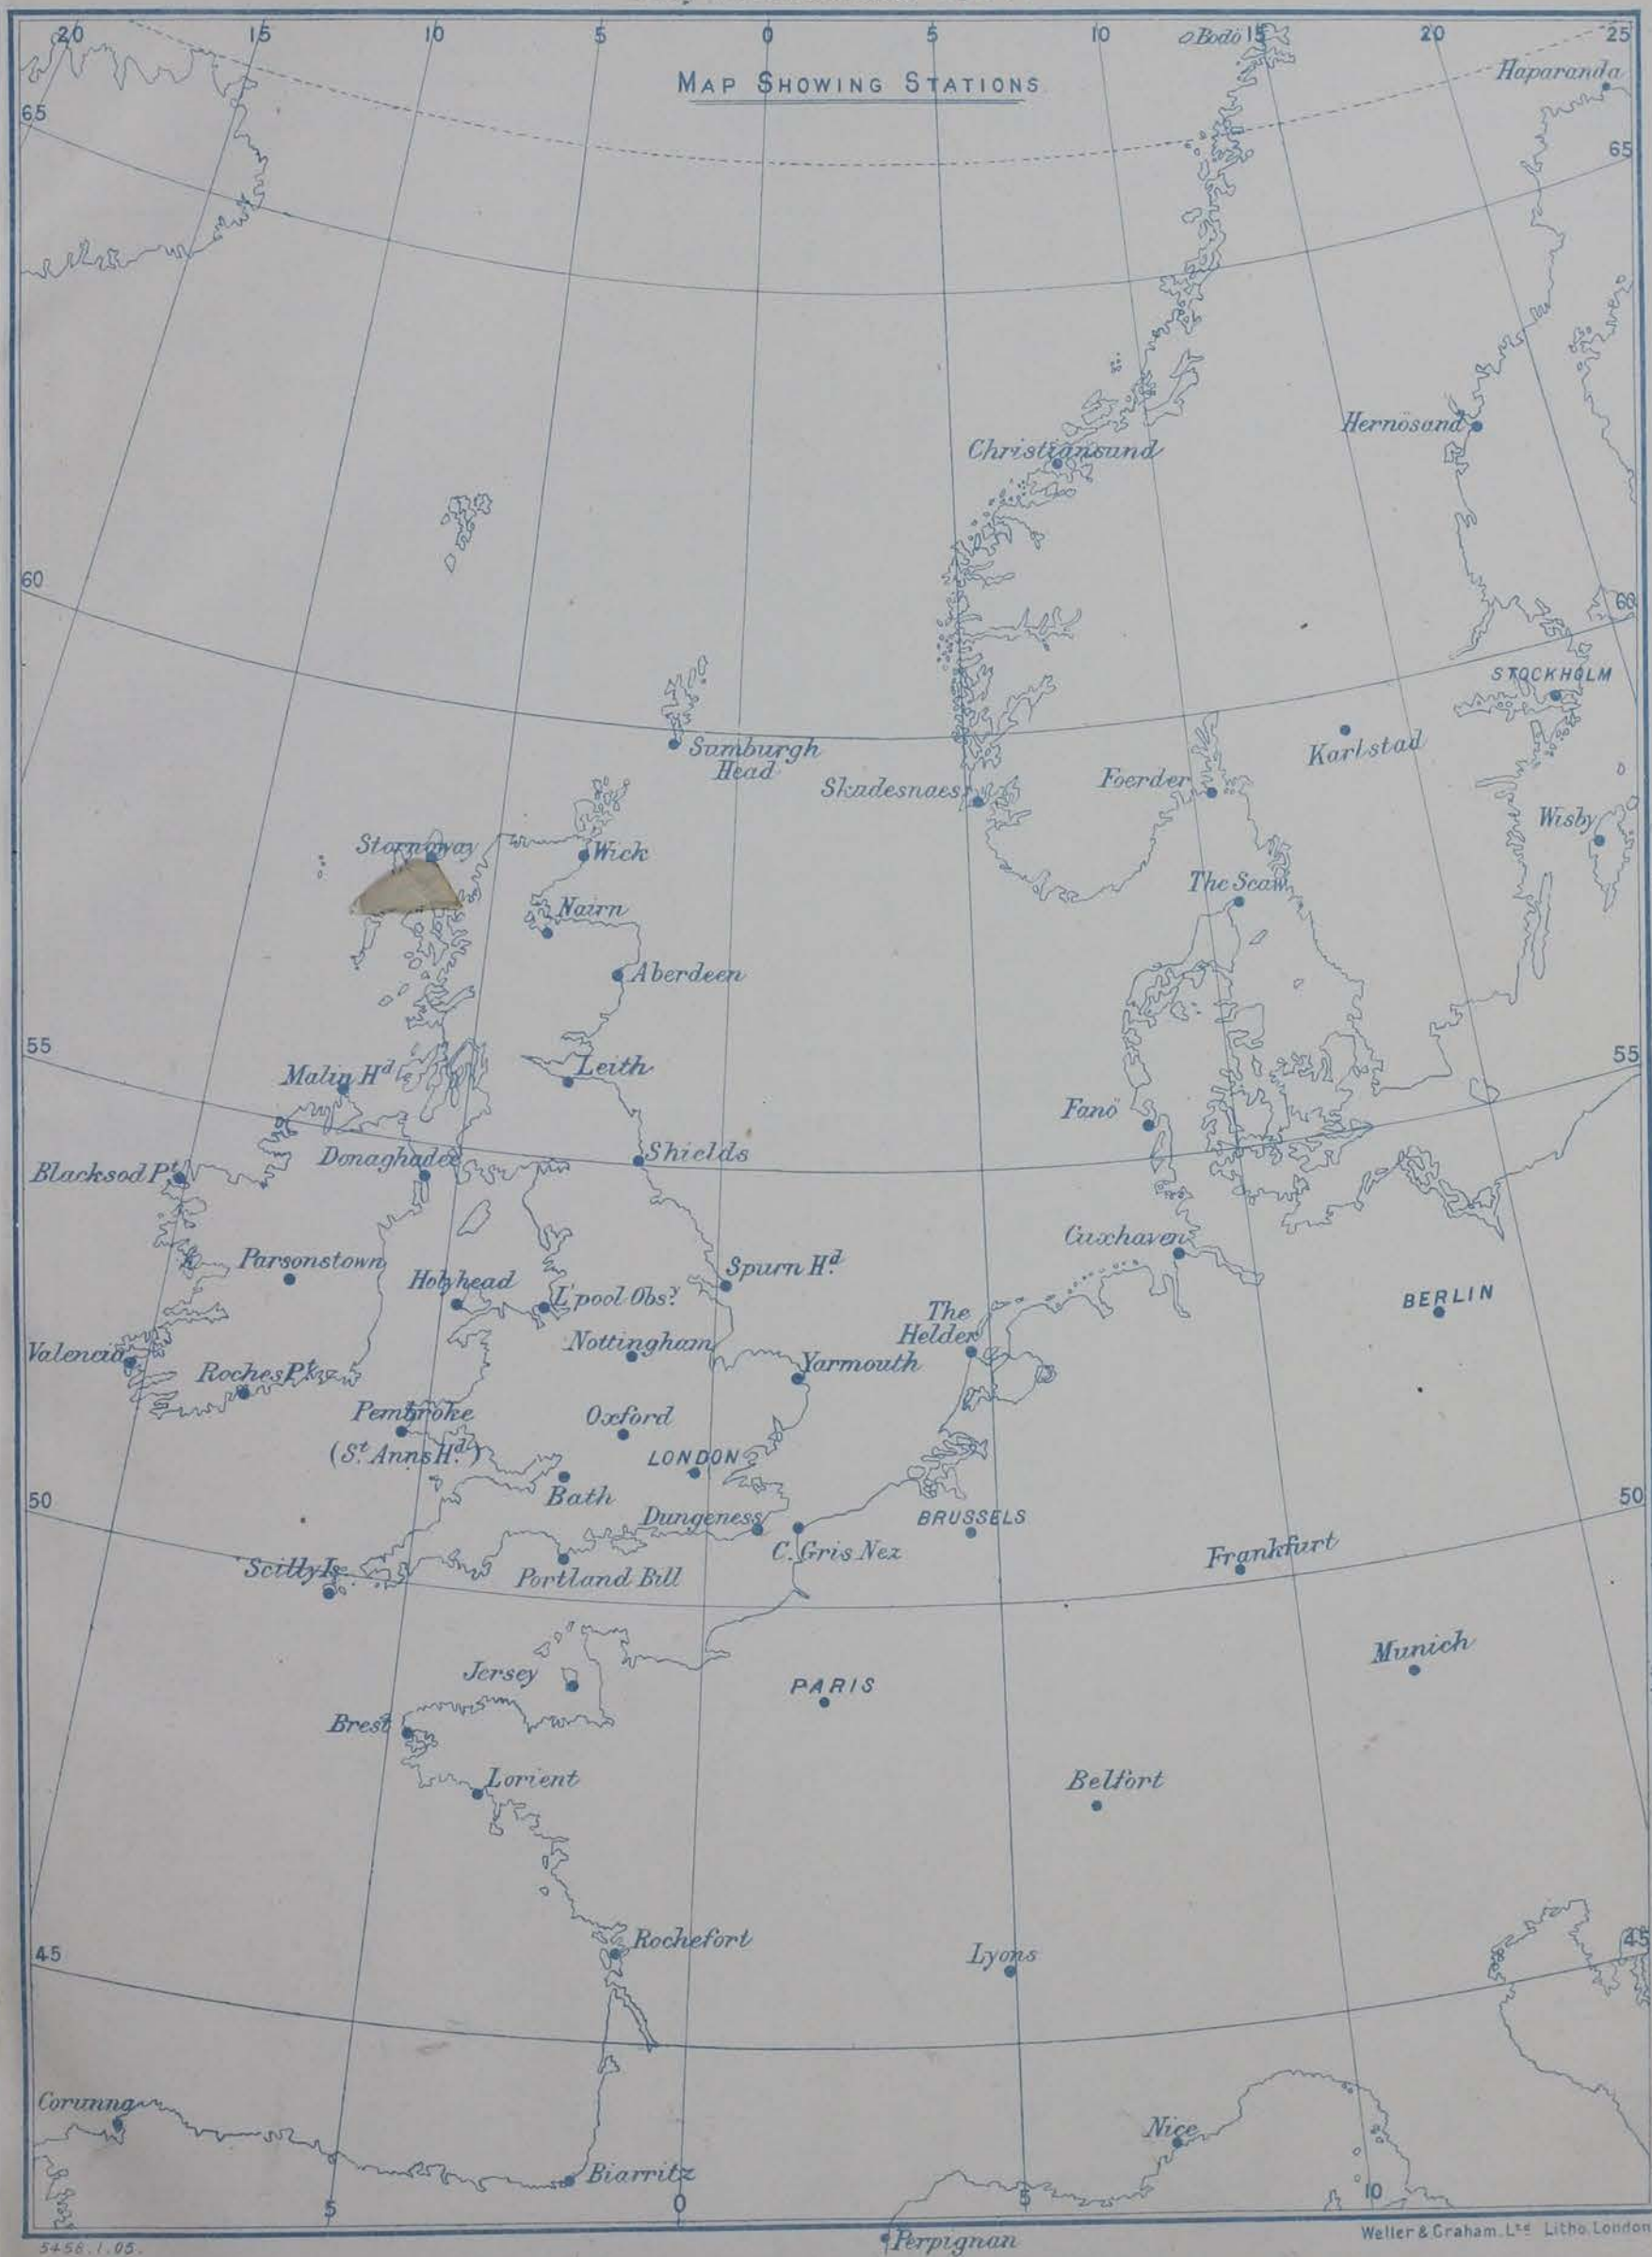 20 15 10 5 0 5 10 Bodö 15 20 25
MAP SHOWING STATIONS
Haparanda
65
65
Hernösand
Christiansund
60
60
STOCKHOLM
Karlstad
Sumburgh
Head
Skudesnaes
Foerder
Wisby
Stornoway
Wick
The Scaw
Nairn
Aberdeen
55
55
Leith
Malin Hd
Fanö
Shields
Donaghadee
Blacksod Pt
Cuxhaven
Parsonstown
Spurn Hd
Holyhead
L'pool Obsy
BERLIN
The
Helder
Nottingham
Valencia
Yarmouth
Roches Pt
Pembroke
(St Anns Hd)
Oxford
LONDON
50
Bath
50
Dungeness
BRUSSELS
C. Gris Nez
Frankfurt
Scilly Is.
Portland Bill
Munich
Jersey
PARIS
Brest
Lorient
Belfort
Rochefort
45
Lyons
45
Corunna
Nice
Biarritz
5 0 5 10
Perpignan
Weller & Graham. Ltd Litho. London
5458.1.05.